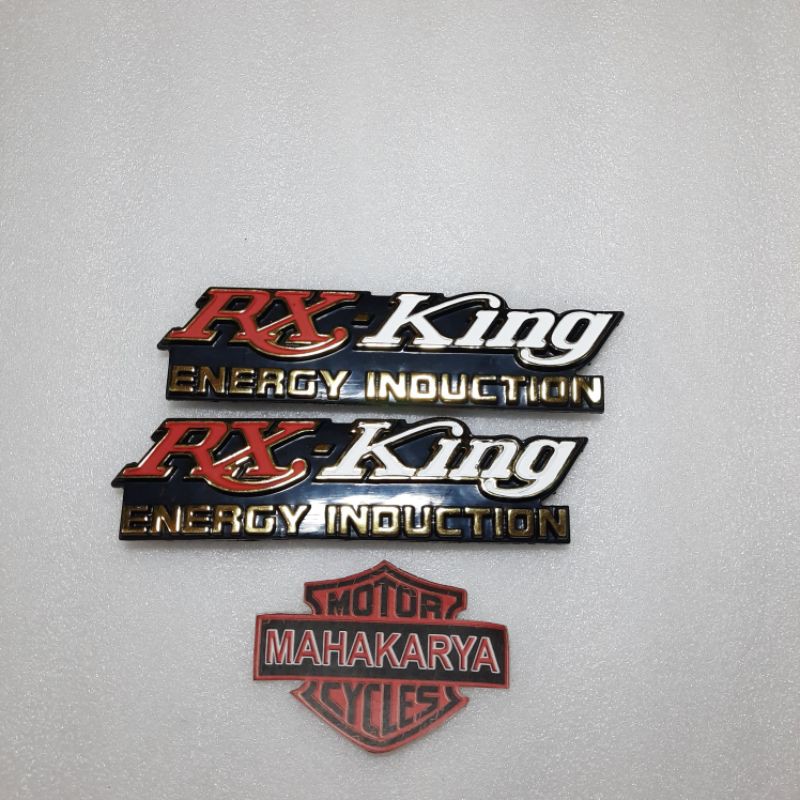 RX-King
ENERGY INDUCTION
RX-King
ENERGY INDUCTION
MOTOR
MAHAKARYA
CYCLES